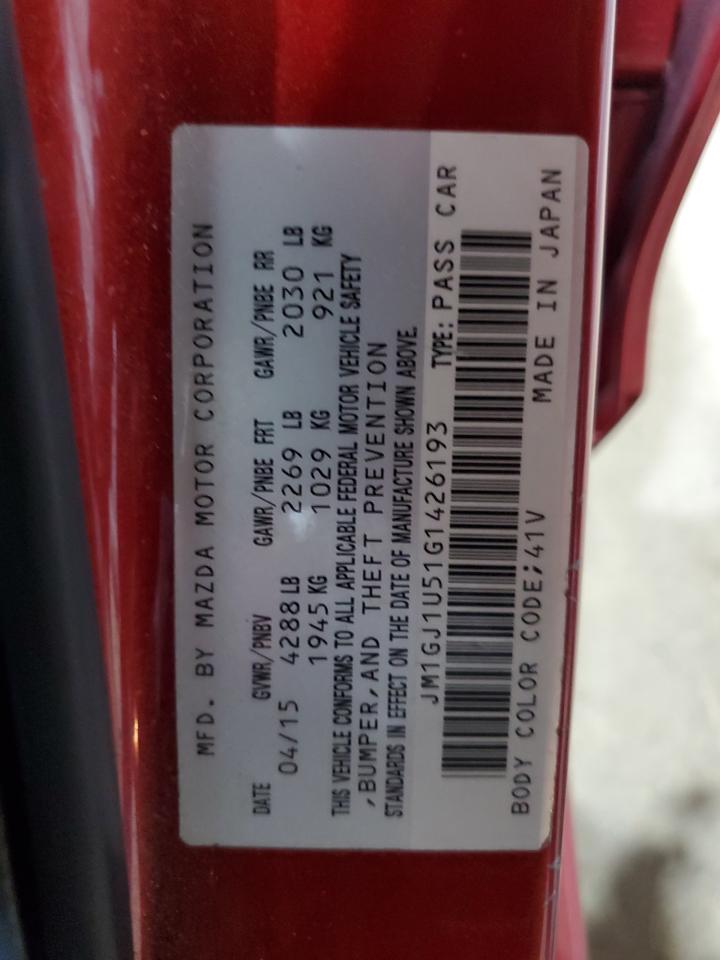 MFD. BY MAZDA MOTOR CORPORATION
DATE GVWR/PNBV GAWR/PNBE FRT GAWR/PNBE RR
04/15 4288 LB 2269 LB 2030 LB
1945 KG 1029 KG 921 KG
THIS VEHICLE CONFORMS TO ALL APPLICABLE FEDERAL MOTOR VEHICLE SAFETY
,BUMPER,AND THEFT PREVENTION
STANDARDS IN EFFECT ON THE DATE OF MANUFACTURE SHOWN ABOVE.
JM1GJ1U51G1426193 TYPE: PASS CAR
BODY COLOR CODE;41V MADE IN JAPAN